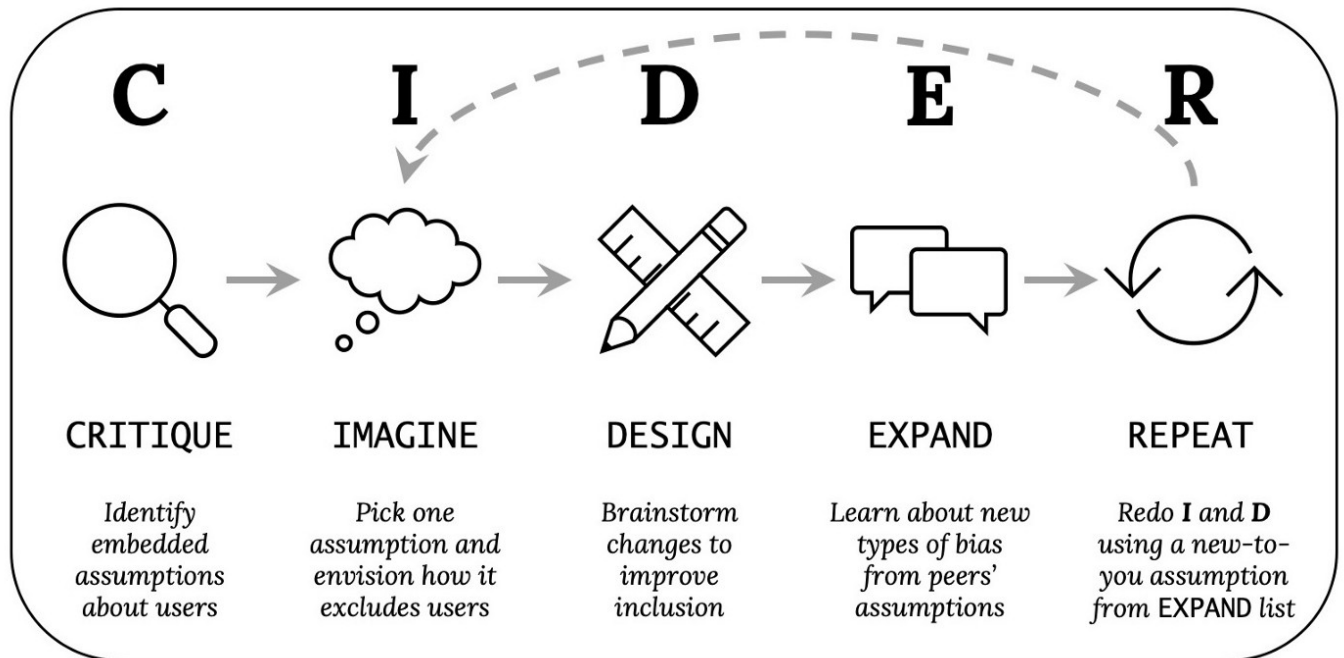 C I D E R
CRITIQUE IMAGINE DESIGN EXPAND REPEAT
Identify
embedded
assumptions
about users
Pick one
assumption and
envision how it
excludes users
Brainstorm
changes to
improve
inclusion
Learn about new
types of bias
from peers’
assumptions
Redo I and D
using a new-to-
you assumption
from EXPAND list